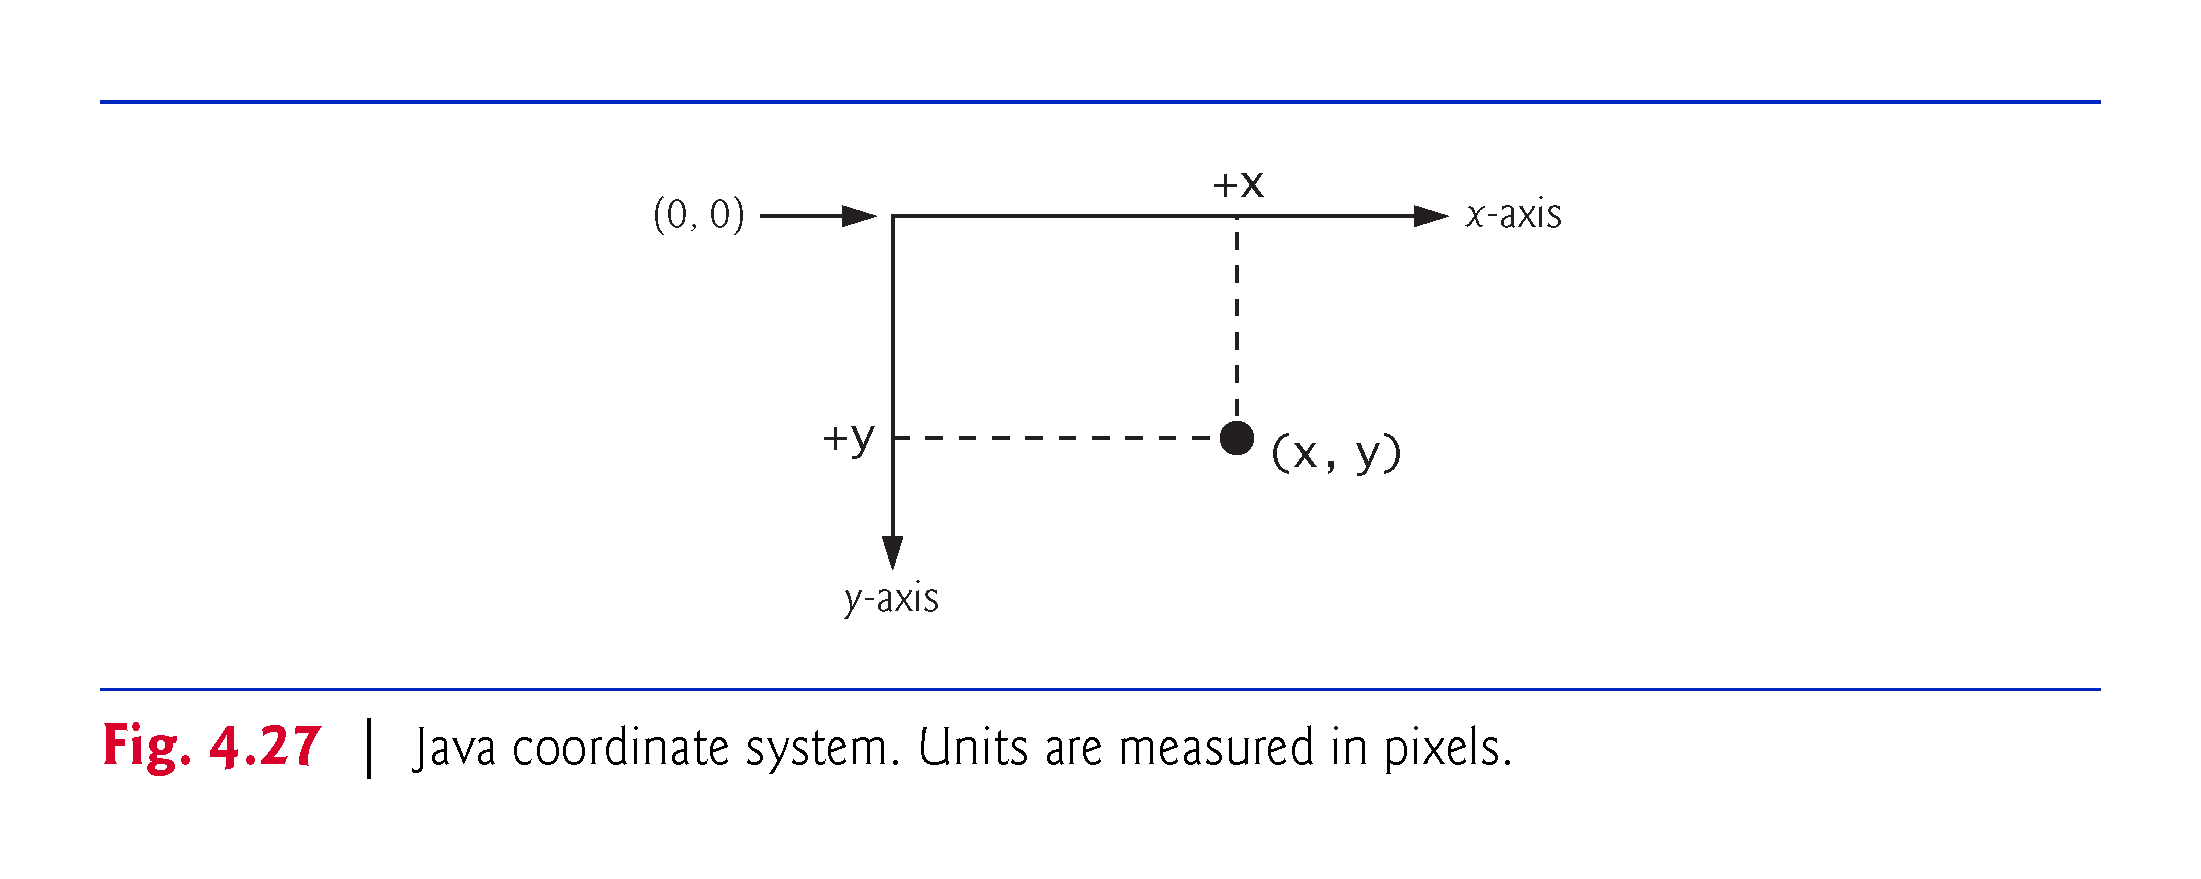 +x
(0, 0)
x-axis
+y
(x, y)
y-axis
Fig. 4.27 | Java coordinate system. Units are measured in pixels.